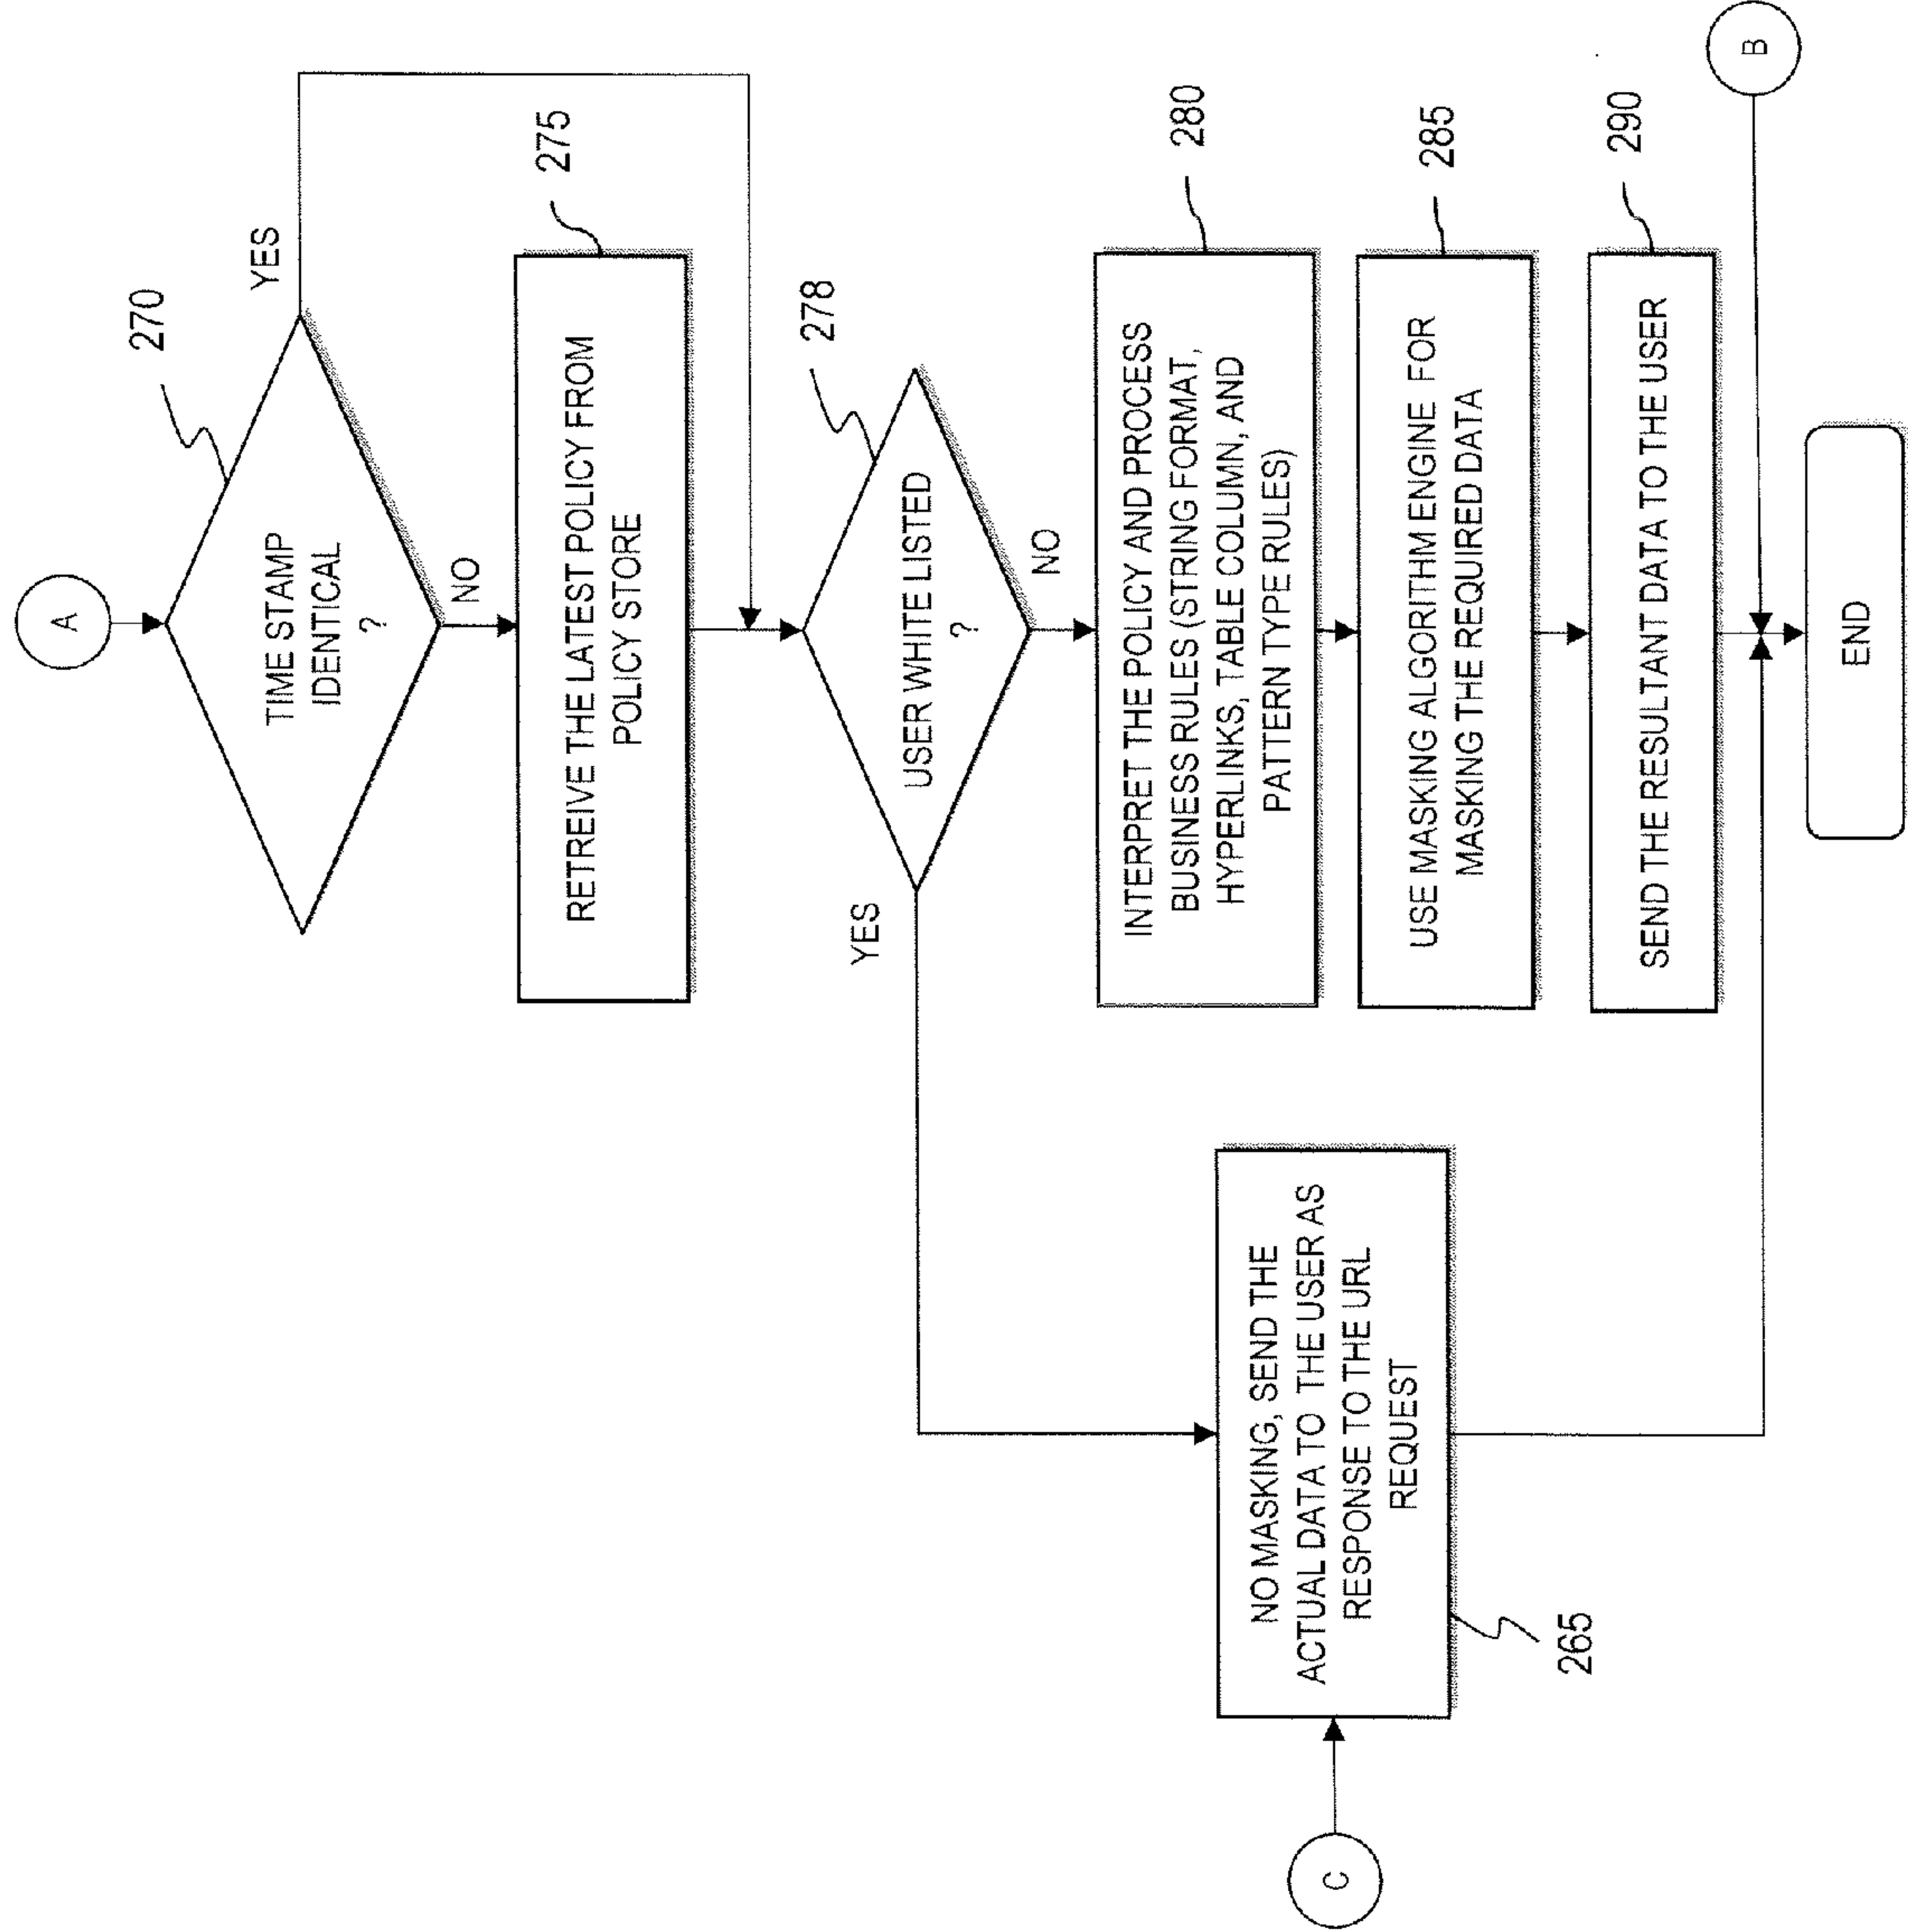 A
270
TIME STAMP
IDENTICAL
?
YES
NO
275
RETREIVE THE LATEST POLICY FROM
POLICY STORE
278
USER WHITE LISTED
?
YES
NO
280
INTERPRET THE POLICY AND PROCESS
BUSINESS RULES (STRING FORMAT,
HYPERLINKS, TABLE COLUMN, AND
PATTERN TYPE RULES)
285
USE MASKING ALGORITHM ENGINE FOR
MASKING THE REQUIRED DATA
290
SEND THE RESULTANT DATA TO THE USER
C
NO MASKING, SEND THE
ACTUAL DATA TO THE USER AS
RESPONSE TO THE URL
REQUEST
265
B
END